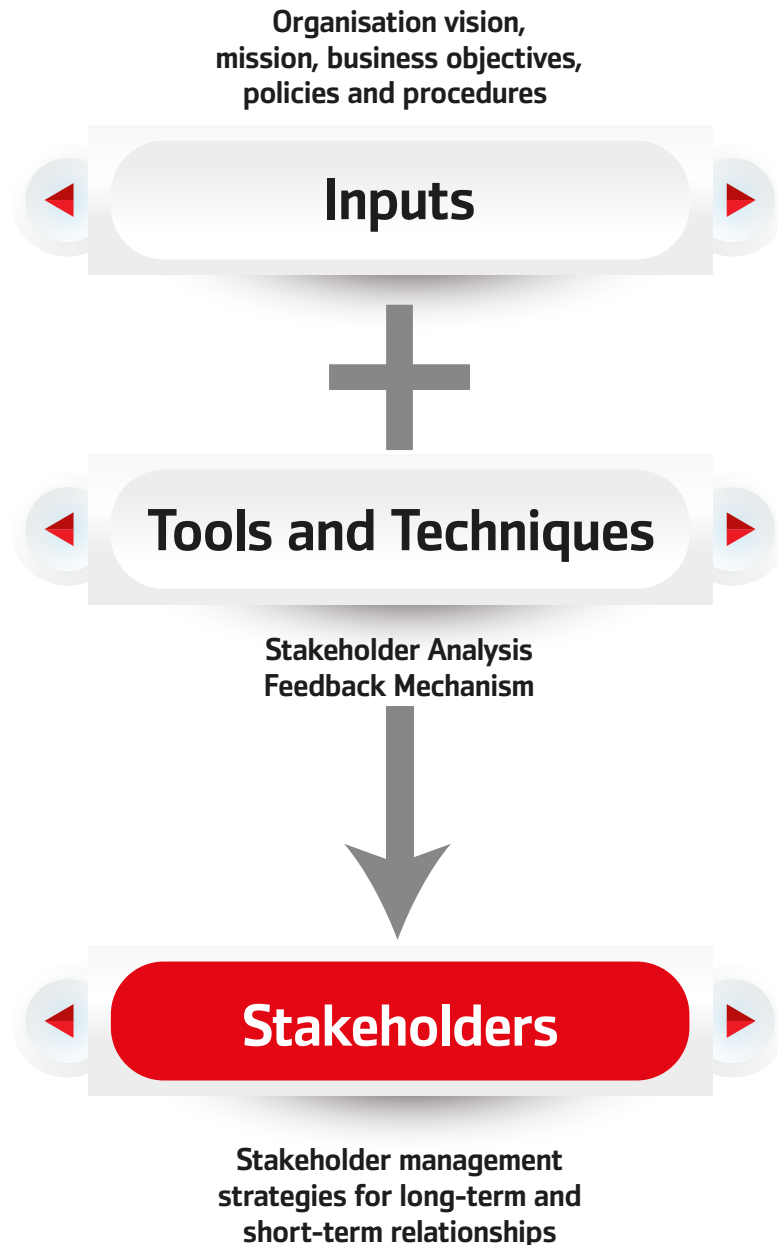 Organisation vision,
mission, business objectives,
policies and procedures
Inputs
Tools and Techniques
Stakeholder Analysis
Feedback Mechanism
Stakeholders
Stakeholder management
strategies for long-term and
short-term relationships